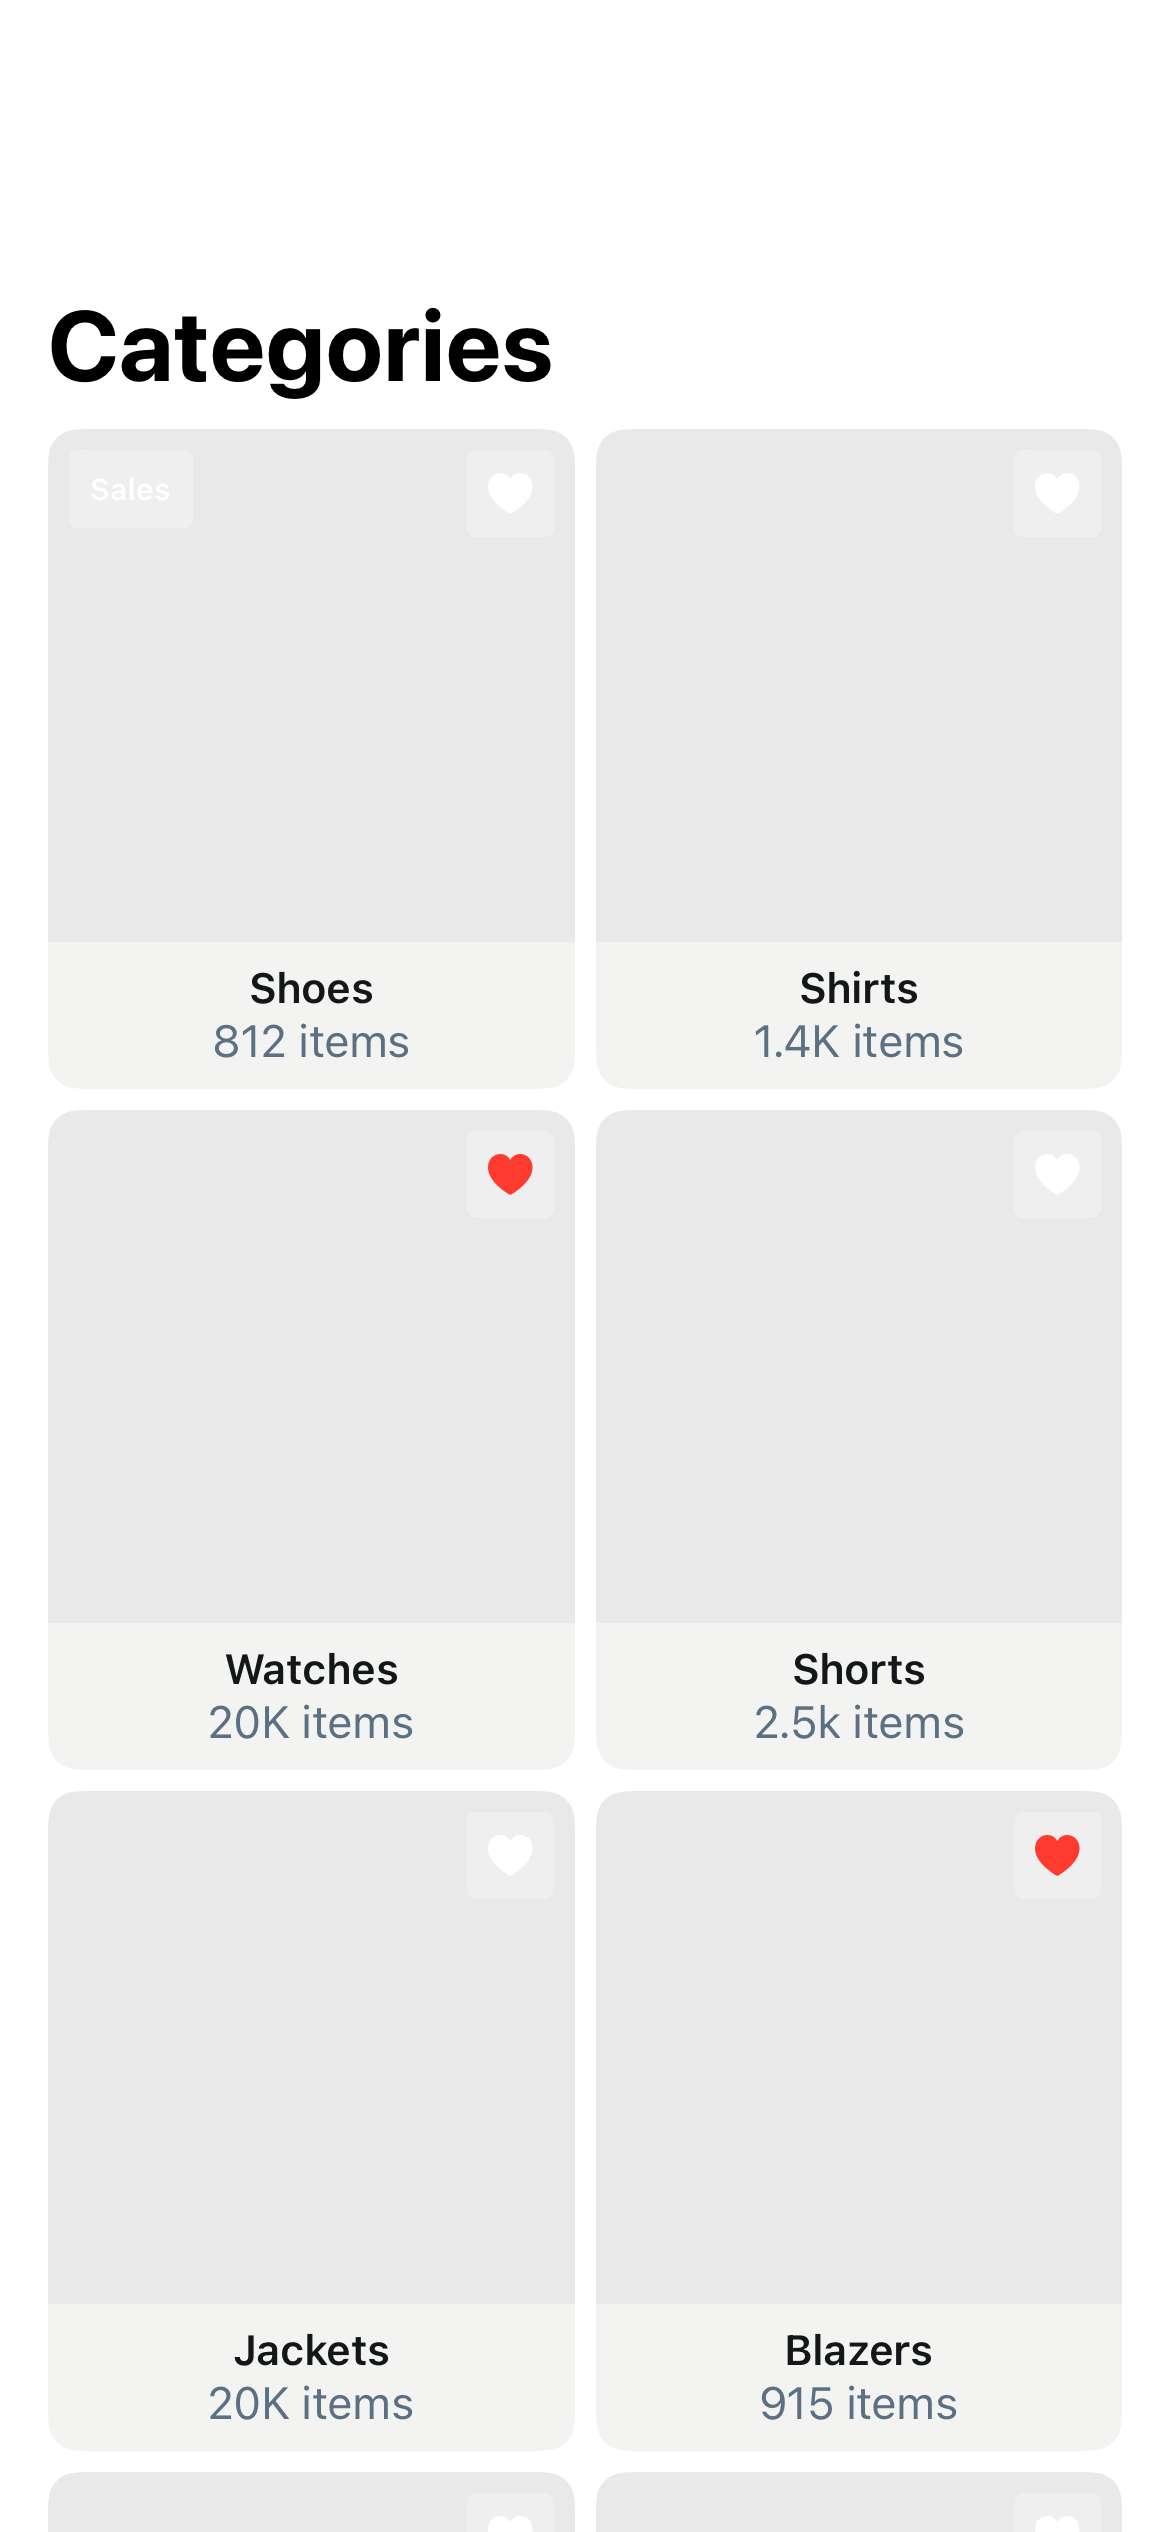 Categories
Sales
Shoes
812 items
Shirts
1.4K items
Watches
20K items
Shorts
2.5k items
Jackets
20K items
Blazers
915 items